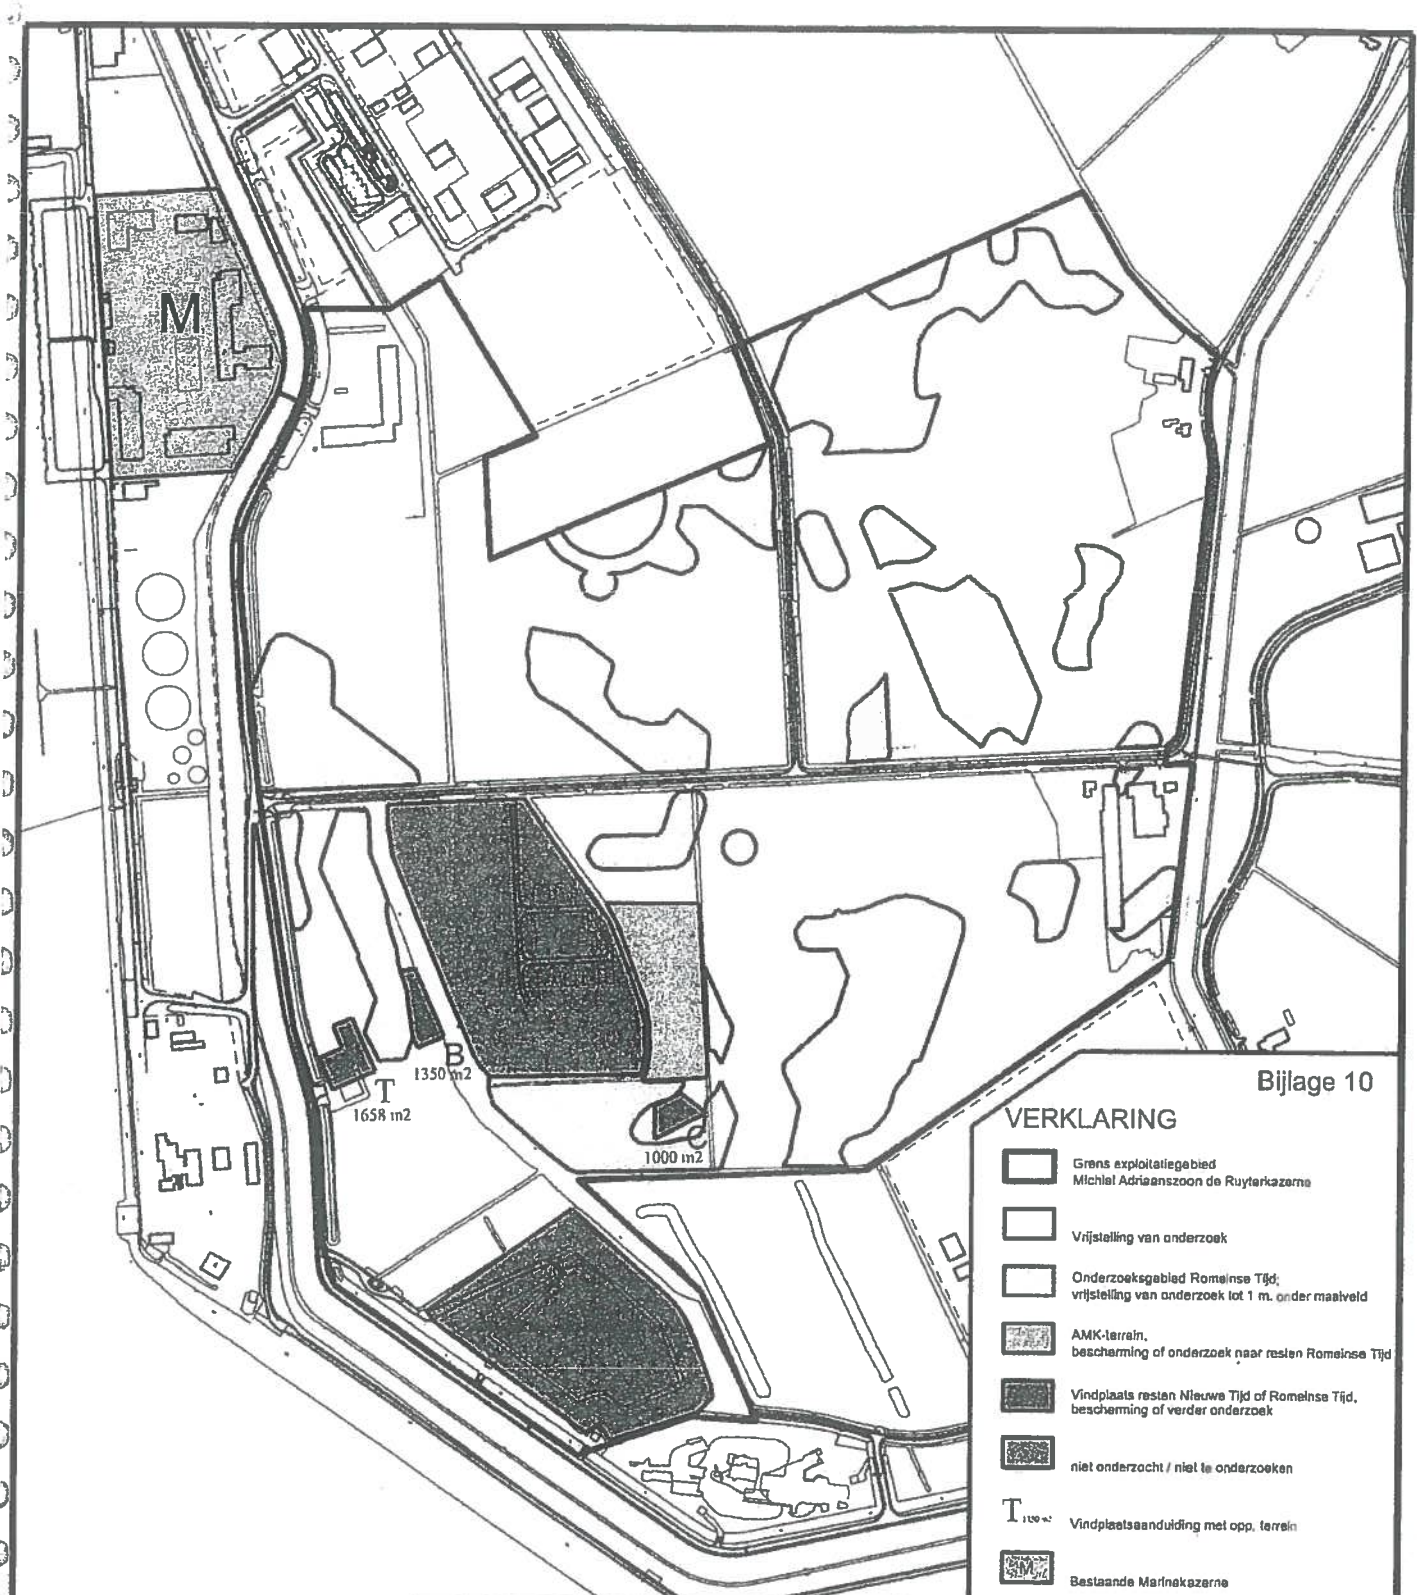 M
B
1350 m2
T
1658 m2
C
1000 m2
Bijlage 10
VERKLARING
Grens exploitatiegebied
Michiel Adriaanszoon de Ruyterkazerne
Vrijstelling van onderzoek
Onderzoeksgebied Romeinse Tijd;
vrijstelling van onderzoek tot 1 m. onder maaiveld
AMK-terrein,
bescherming of onderzoek naar resten Romeinse Tijd
Vindplaats resten Nieuwe Tijd of Romeinse Tijd,
bescherming of verder onderzoek
niet onderzocht / niet te onderzoeken
T
Vindplaatsaanduiding met opp. terrein
M
Bestaande Marinekazerne